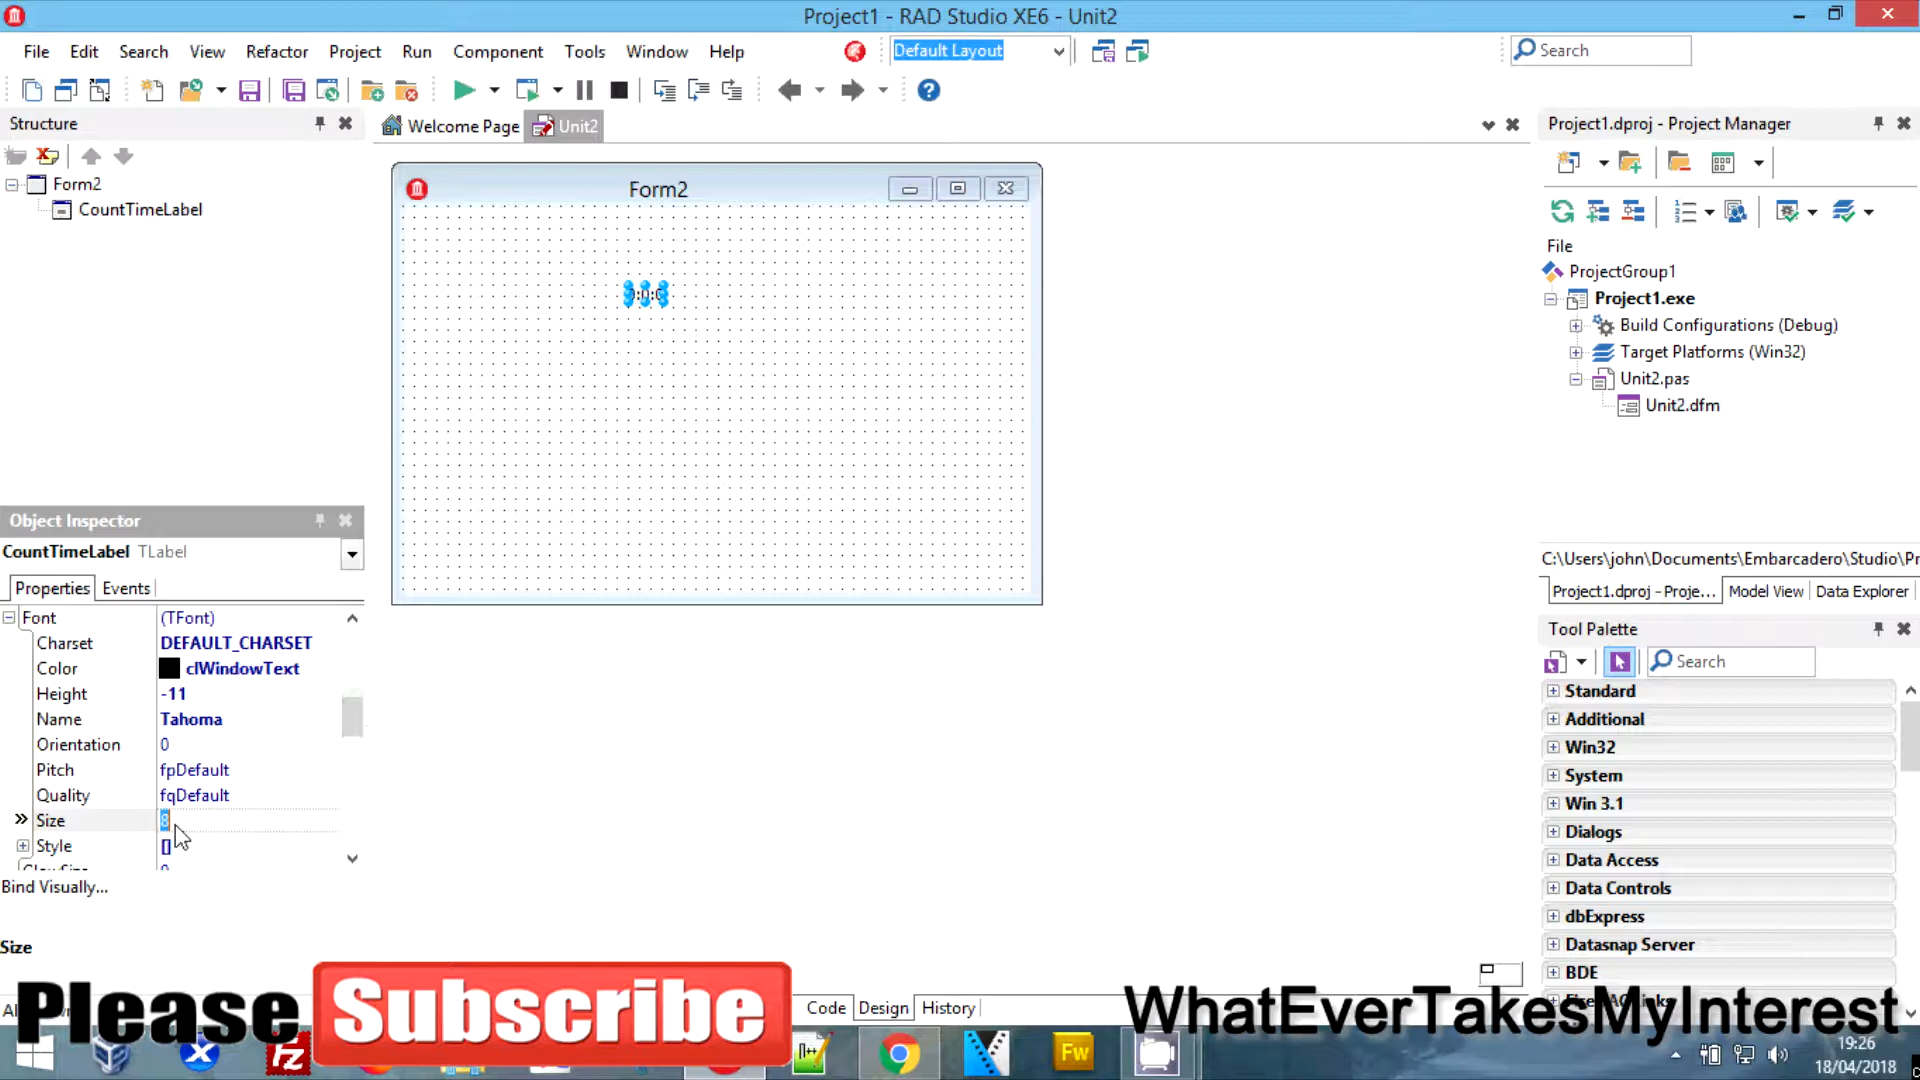 Project1 - RAD Studio XE6 - Unit2
File Edit Search View Refactor Project Run Component Tools Window Help
Default Layout
Search
Structure
Welcome Page
Unit2
Project1.dproj - Project Manager
Form2
CountTimeLabel
Form2
File
ProjectGroup1
Project1.exe
Build Configurations (Debug)
Target Platforms (Win32)
Unit2.pas
Unit2.dfm
Object Inspector
CountTimeLabel TLabel
Properties Events
Font (TFont)
Charset DEFAULT_CHARSET
Color clWindowText
Height -11
Name Tahoma
Orientation 0
Pitch fpDefault
Quality fqDefault
Size 8
Style []
Bind Visually...
Size
C:\Users\john\Documents\Embarcadero\Studio\Pr
Project1.dproj - Proje... Model View Data Explorer
Tool Palette
Search
Standard
Additional
Win32
System
Win 3.1
Dialogs
Data Access
Data Controls
dbExpress
Datasnap Server
BDE
Code Design History
Please Subscribe
WhatEverTakesMyInterest
Fw
19:26
18/04/2018